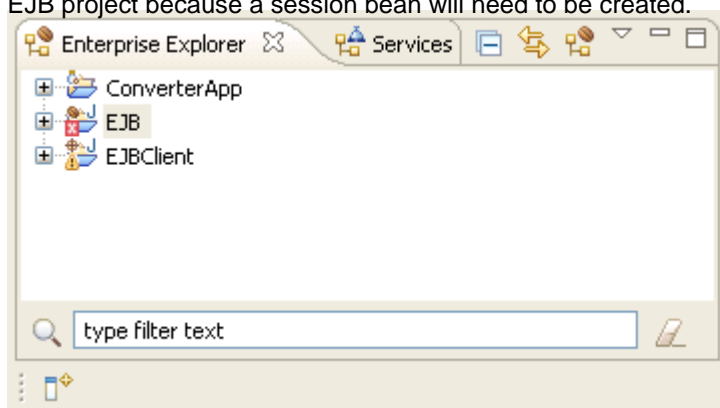 EJB project because a session bean will need to be created.
Enterprise Explorer Services
ConverterApp
EJB
EJBClient
type filter text